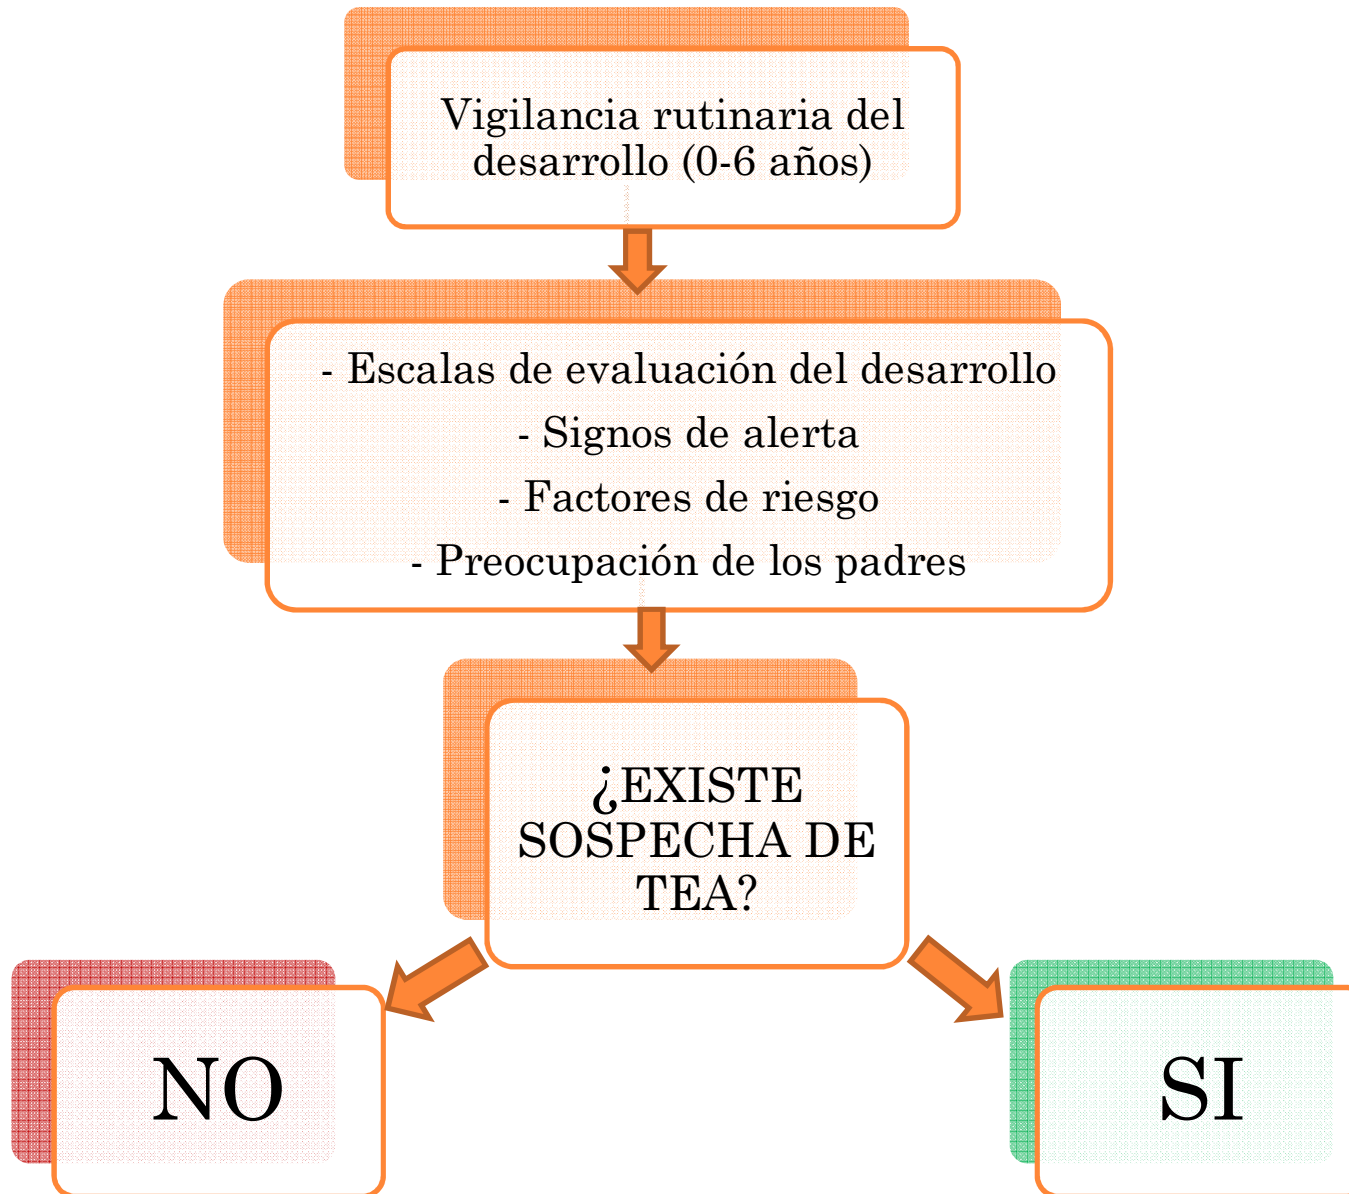 Vigilancia rutinaria del
desarrollo (0-6 años)
- Escalas de evaluación del desarrollo
- Signos de alerta
- Factores de riesgo
- Preocupación de los padres
¿EXISTE
SOSPECHA DE
TEA?
NO
SI